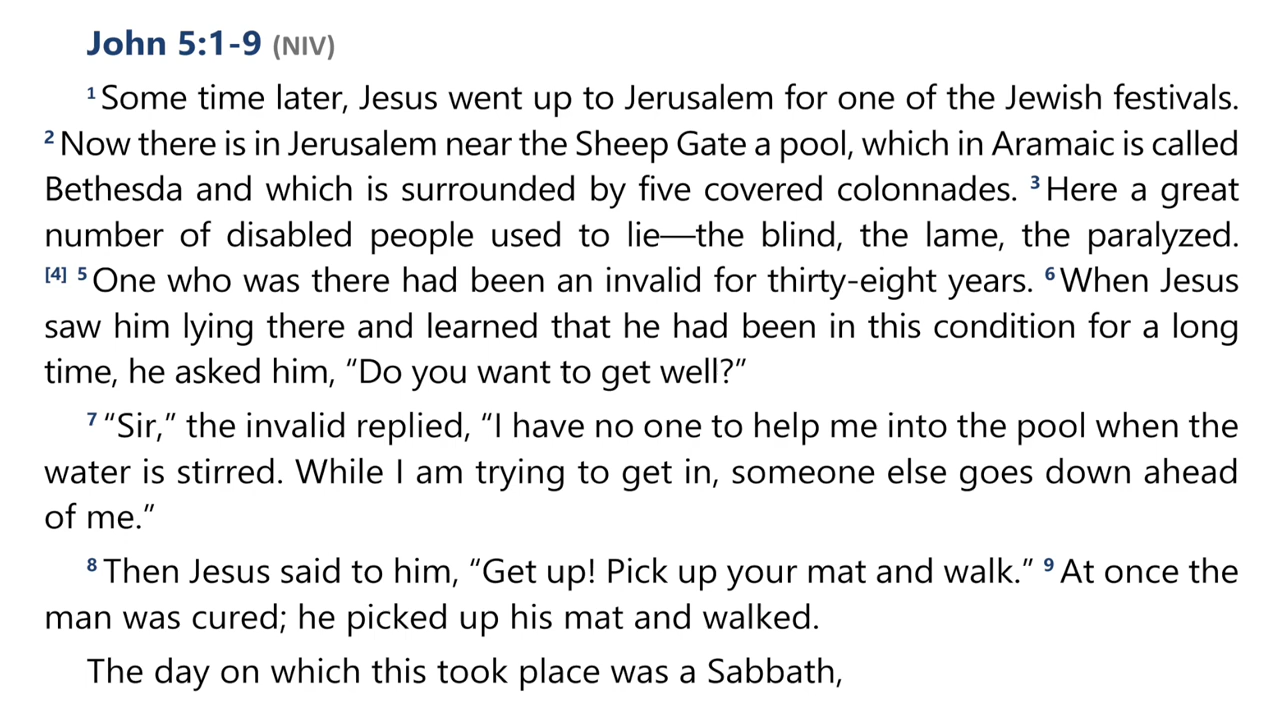 John 5:1-9 (NIV)
1 Some time later, Jesus went up to Jerusalem for one of the Jewish festivals.
2 Now there is in Jerusalem near the Sheep Gate a pool, which in Aramaic is called
Bethesda and which is surrounded by five covered colonnades. 3 Here a great
number of disabled people used to lie—the blind, the lame, the paralyzed.
[4] 5 One who was there had been an invalid for thirty-eight years. 6 When Jesus
saw him lying there and learned that he had been in this condition for a long
time, he asked him, “Do you want to get well?”
7 “Sir,” the invalid replied, “I have no one to help me into the pool when the
water is stirred. While I am trying to get in, someone else goes down ahead
of me.”
8 Then Jesus said to him, “Get up! Pick up your mat and walk.” 9 At once the
man was cured; he picked up his mat and walked.
The day on which this took place was a Sabbath,